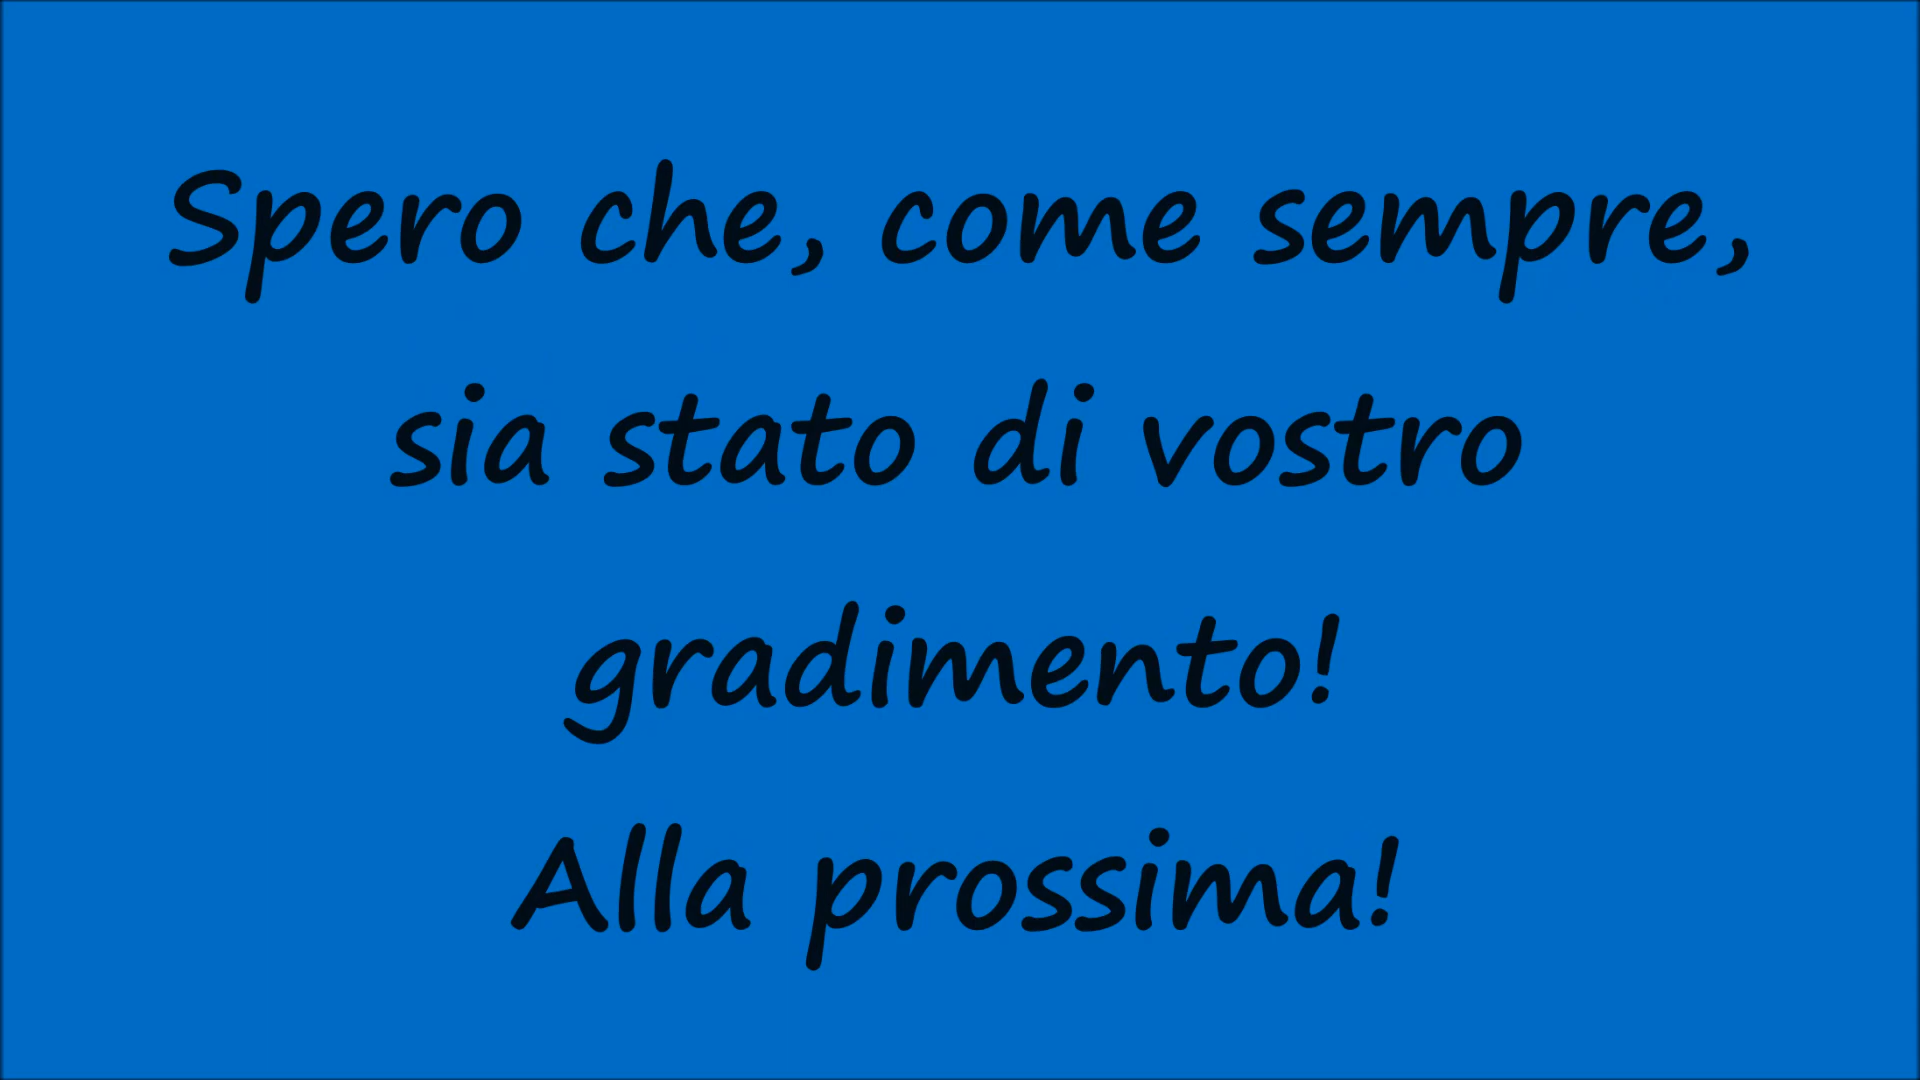 Spero che, come sempre,
sia stato di vostro
gradimento!
Alla prossima!